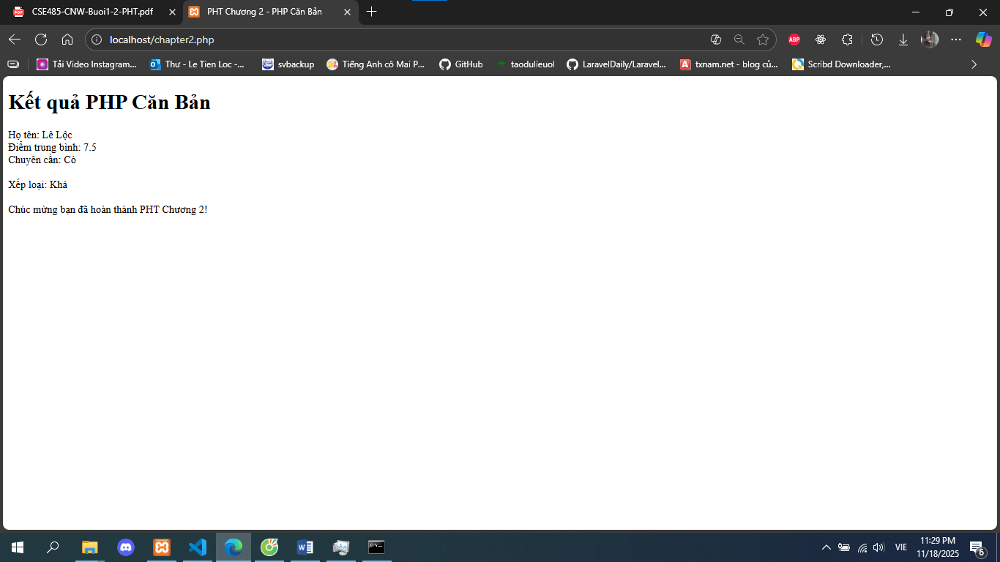 CSE485-CNW-Buoi1-2-PHT.pdf
PHT Chương 2 - PHP Căn Bản
localhost/chapter2.php
ABP
Tải Video Instagram...
Thư - Le Tien Loc -...
svbackup
Tiếng Anh cô Mai P...
GitHub
taodulieuol
LaravelDaily/Laravel...
txnam.net - blog củ...
Scribd Downloader,...
Kết quả PHP Căn Bản
Họ tên: Lê Lộc
Điểm trung bình: 7.5
Chuyên cần: Có
Xếp loại: Khá
Chúc mừng bạn đã hoàn thành PHT Chương 2!
VIE
11:29 PM
11/18/2025
6